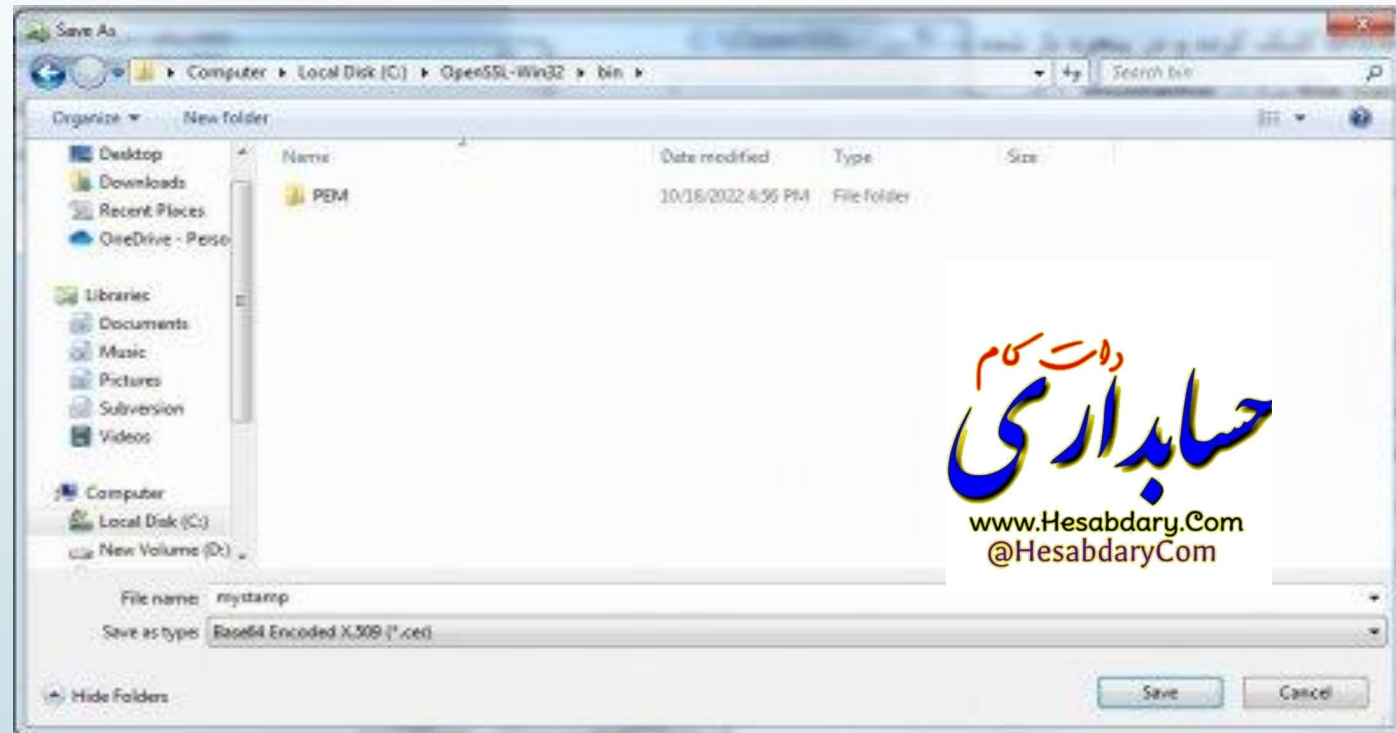 Save As
Computer ▸ Local Disk (C:) ▸ OpenSSL-Win32 ▸ bin ▸
Search bin
Organize ▾ New folder
Name Date modified Type Size
PEM 10/18/2022 4:56 PM File folder
Desktop
Downloads
Recent Places
OneDrive - Perso
Libraries
Documents
Music
Pictures
Subversion
Videos
Computer
Local Disk (C:)
New Volume (D:)
دات کام
حسابداری
www.Hesabdary.Com
@HesabdaryCom
File name: mystamp
Save as type: Base64 Encoded X.509 (*.cer)
Hide Folders
Save Cancel